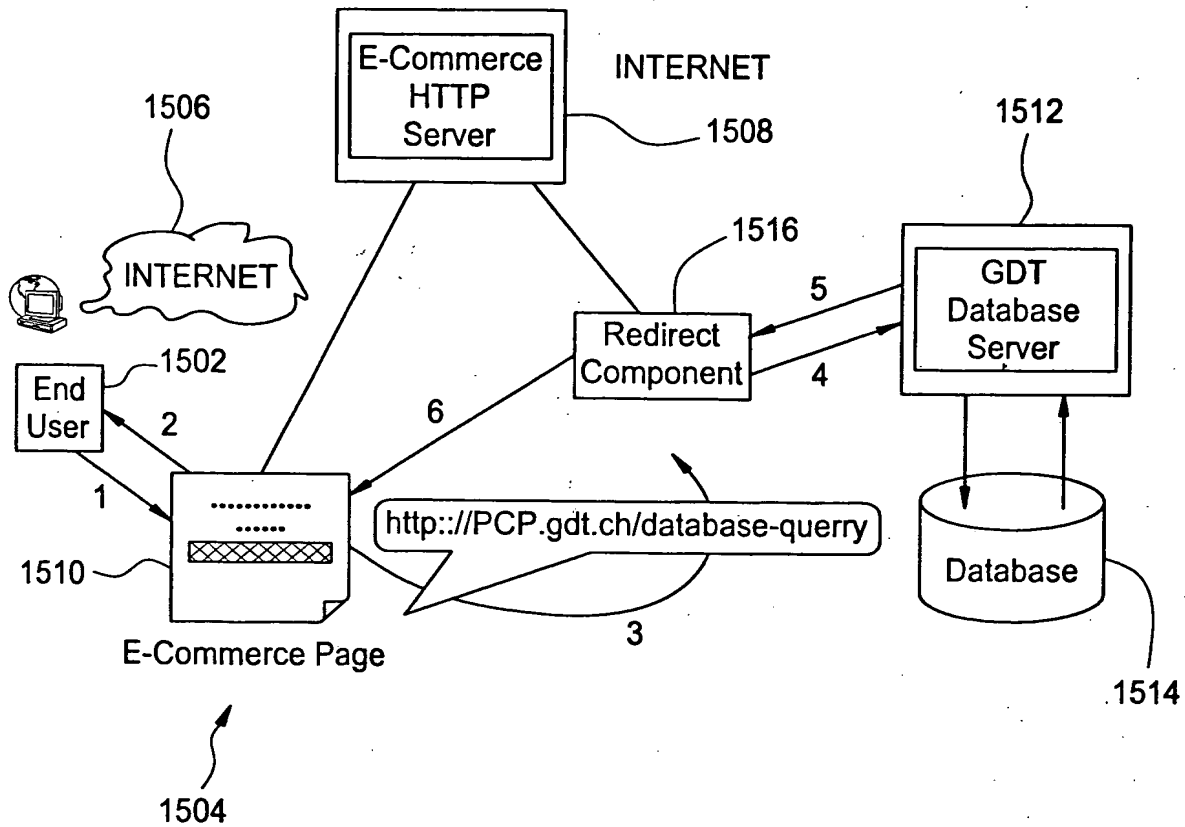 E-Commerce
HTTP
Server
INTERNET
1506
1508
1512
INTERNET
1516
GDT
Database
Server
5
Redirect
Component
4
1502
End
User
2
6
1
http:://PCP.gdt.ch/database-querry
1510
Database
3
E-Commerce Page
1514
1504